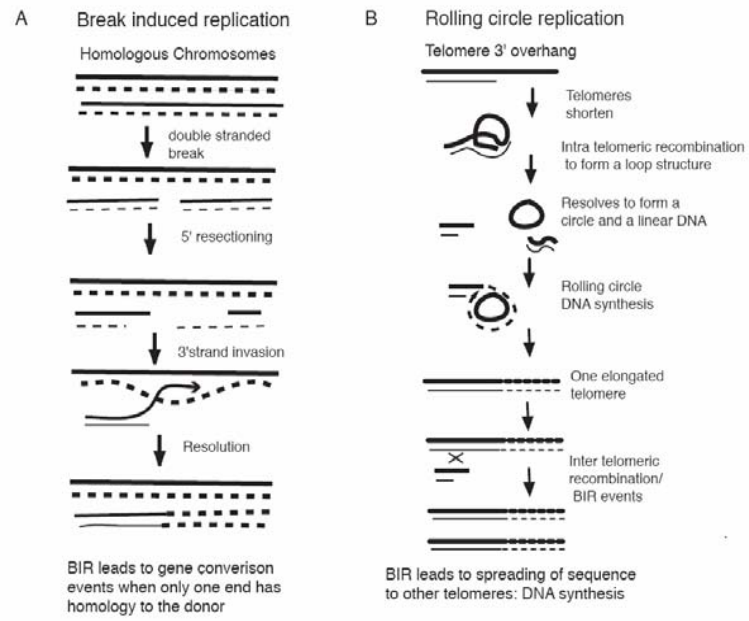 A
Break induced replication
Homologous Chromosomes
double stranded
break
5' resectioning
3'strand invasion
Resolution
BIR leads to gene converison
events when only one end has
homology to the donor
B
Rolling circle replication
Telomere 3' overhang
Telomeres
shorten
Intra telomeric recombination
to form a loop structure
Resolves to form a
circle and a linear DNA
Rolling circle
DNA synthesis
One elongated
telomere
Inter telomeric
recombination/
BIR events
BIR leads to spreading of sequence
to other telomeres: DNA synthesis